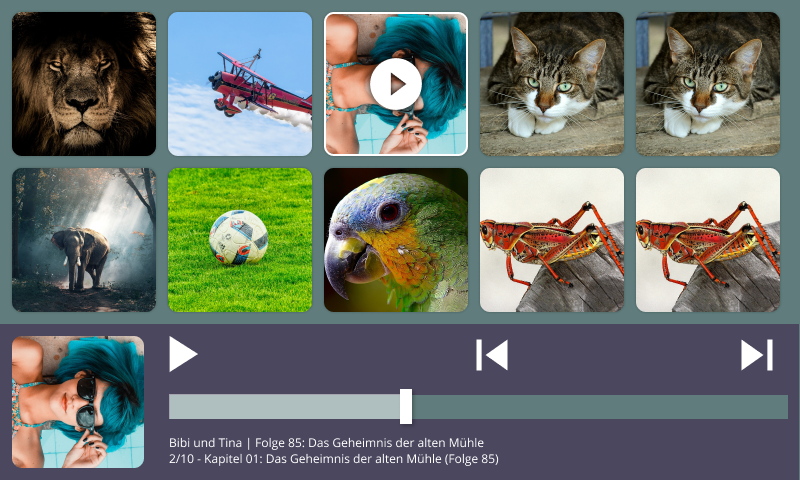 Bibi und Tina | Folge 85: Das Geheimnis der alten Mühle
2/10 - Kapitel 01: Das Geheimnis der alten Mühle (Folge 85)